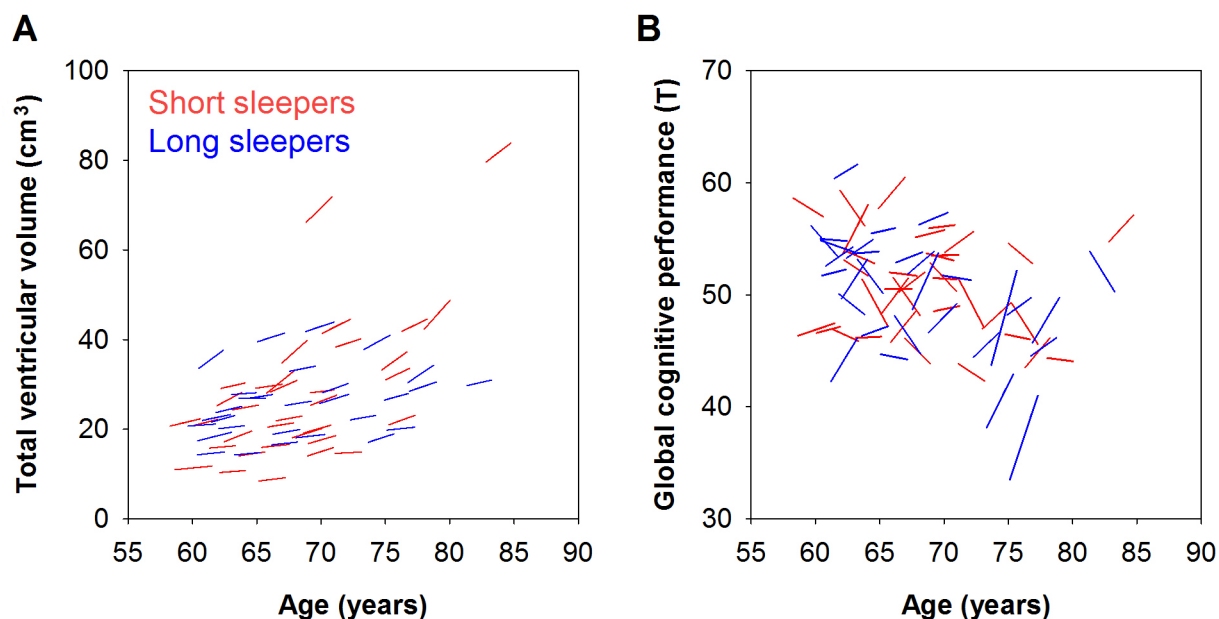 A
Total ventricular volume (cm³)
100
80
60
40
20
0
Short sleepers
Long sleepers
55 60 65 70 75 80 85 90
Age (years)
B
Global cognitive performance (T)
70
60
50
40
30
55 60 65 70 75 80 85 90
Age (years)